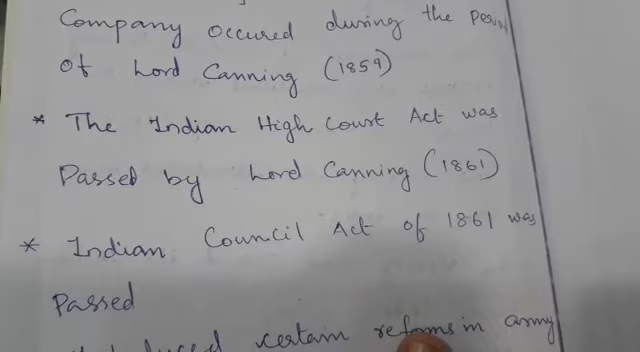 Company occured during the
of Lord Canning (1859)
* The Indian High Court Act was
Passed by Lord Canning (1861)
* Indian Council Act of 1861 was
Passed
certain reforms in army